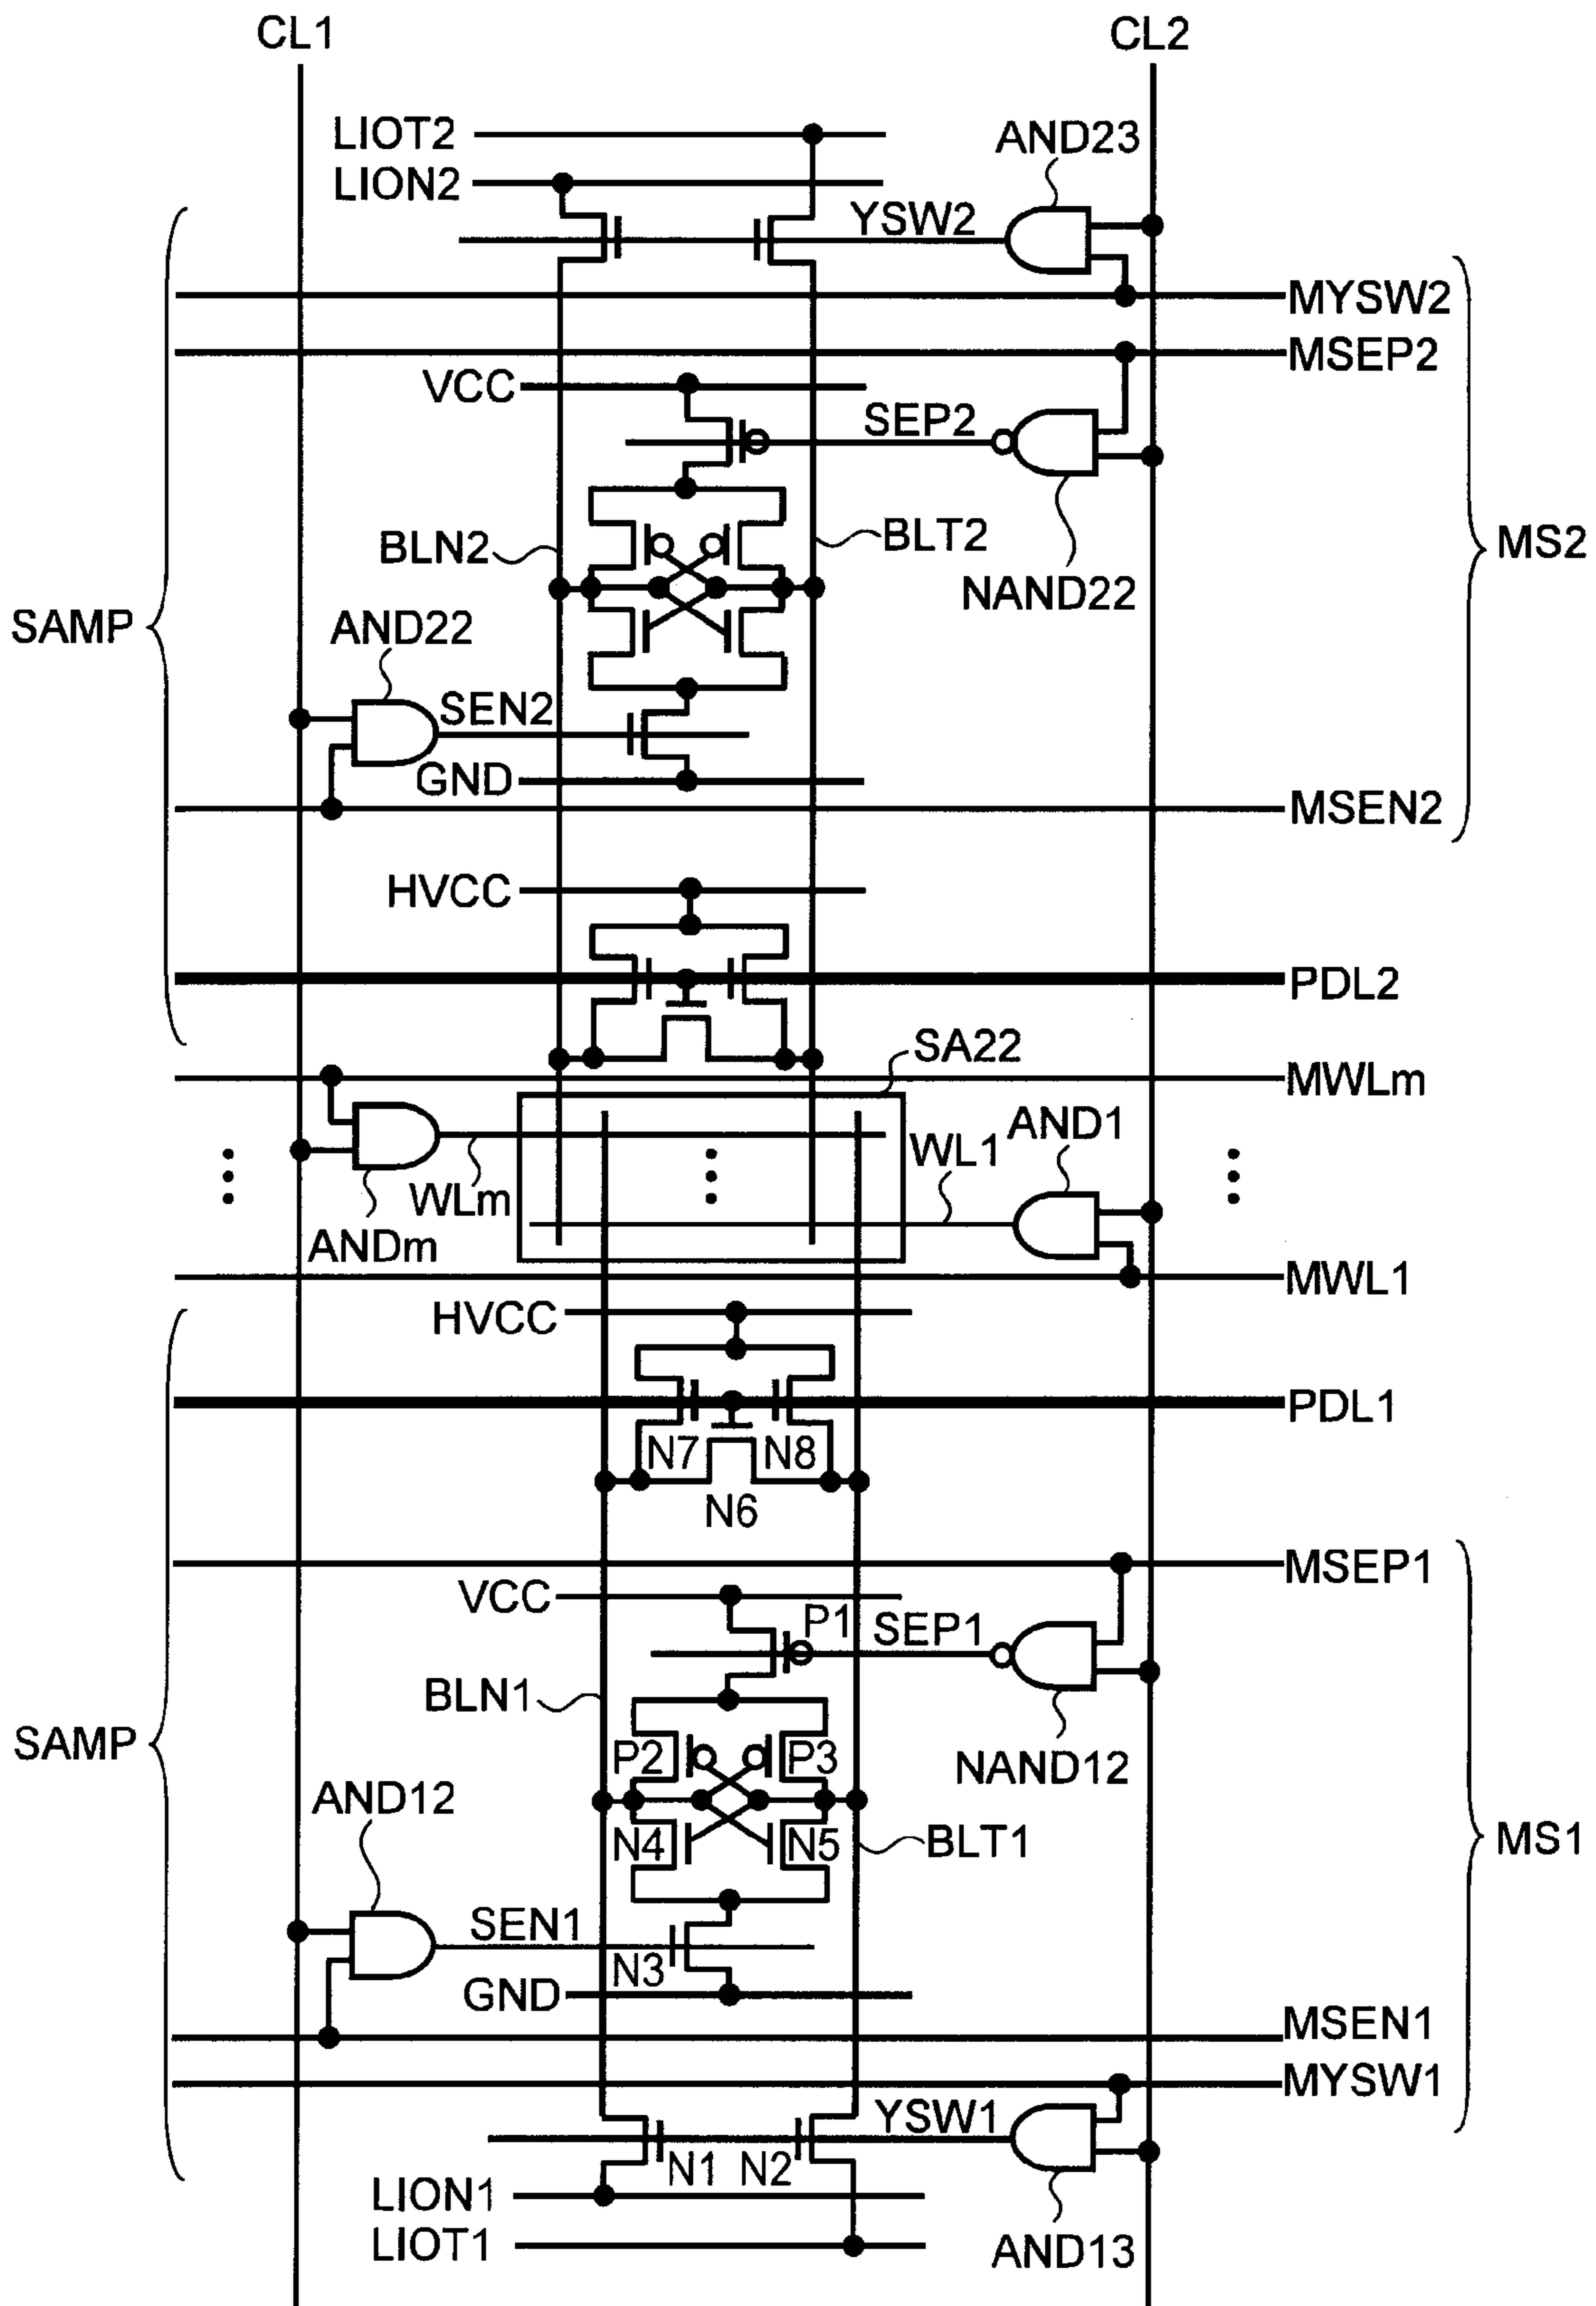 CL1 CL2
LIOT2 AND23
LION2
YSW2
MYSW2
MSEP2
VCC
SEP2
BLN2 BLT2 MS2
NAND22
SAMP AND22
SEN2
GND
MSEN2
HVCC
PDL2
SA22
MWLm
AND1
WL1
WLm
ANDm
MWL1
HVCC
PDL1
N7 N8
N6
MSEP1
VCC P1 SEP1
BLN1
SAMP P2 P3 NAND12
AND12
N4 N5 BLT1 MS1
SEN1
N3
GND
MSEN1
MYSW1
YSW1
N1 N2
LION1
LIOT1 AND13